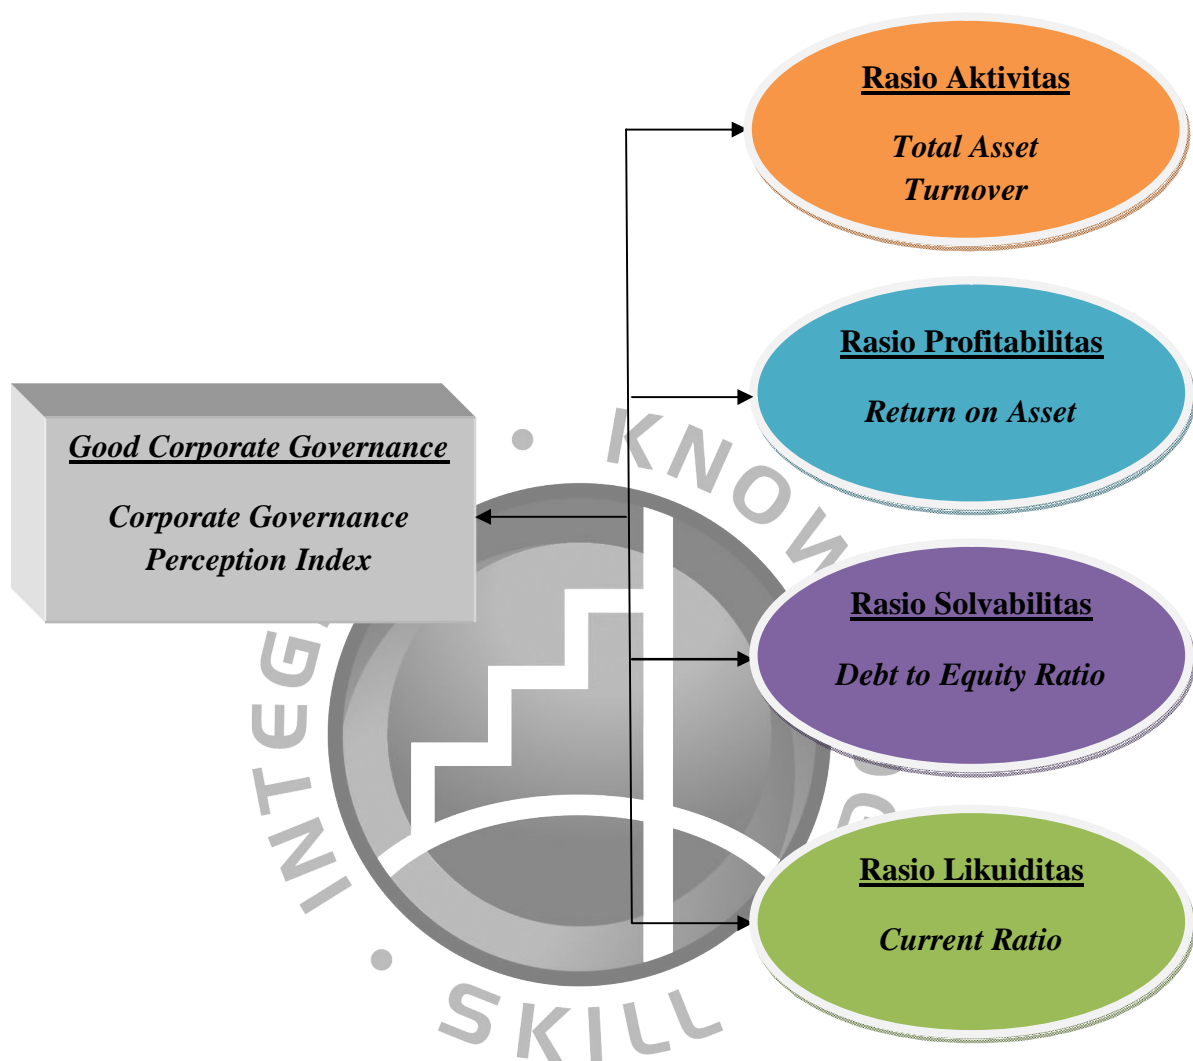 Rasio Aktivitas
Total Asset
Turnover
Rasio Profitabilitas
Return on Asset
Good Corporate Governance
Corporate Governance
Perception Index
Rasio Solvabilitas
Debt to Equity Ratio
Rasio Likuiditas
Current Ratio
SKILL